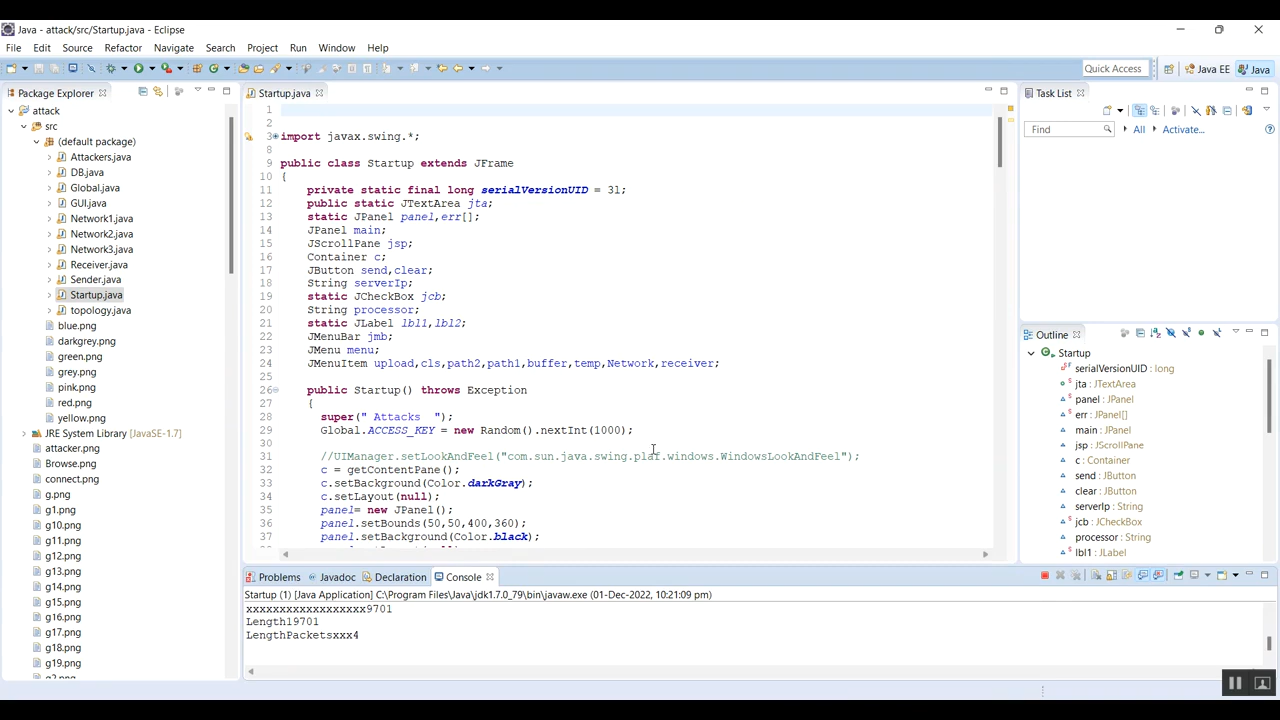 Java - attack/src/Startup.java - Eclipse
File Edit Source Refactor Navigate Search Project Run Window Help
Quick Access Java EE Java
Package Explorer
attack
src
(default package)
Attackers.java
DB.java
Global.java
GUI.java
Network1.java
Network2.java
Network3.java
Receiver.java
Sender.java
Startup.java
topology.java
blue.png
darkgrey.png
green.png
grey.png
pink.png
red.png
yellow.png
JRE System Library [JavaSE-1.7]
attacker.png
Browse.png
connect.png
g.png
g1.png
g10.png
g11.png
g12.png
g13.png
g14.png
g15.png
g16.png
g17.png
g18.png
g19.png
Startup.java
1
2
3 import javax.swing.*;
8
9 public class Startup extends JFrame
10 {
11 private static final long serialVersionUID = 3l;
12 public static JTextArea jta;
13 static JPanel panel,err[];
14 JPanel main;
15 JScrollPane jsp;
16 Container c;
17 JButton send,clear;
18 String serverIp;
19 static JCheckBox jcb;
20 String processor;
21 static JLabel lbl1,lbl2;
22 JMenuBar jmb;
23 JMenu menu;
24 JMenuItem upload,cls,path2,path1,buffer,temp,Network,receiver;
25
26 public Startup() throws Exception
27 {
28 super(" Attacks  ");
29 Global.ACCESS_KEY = new Random().nextInt(1000);
30
31 //UIManager.setLookAndFeel("com.sun.java.swing.plaf.windows.WindowsLookAndFeel");
32 c = getContentPane();
33 c.setBackground(Color.darkGray);
34 c.setLayout(null);
35 panel= new JPanel();
36 panel.setBounds(50,50,400,360);
37 panel.setBackground(Color.black);
Task List
Find All Activate...
Outline
Startup
serialVersionUID : long
jta : JTextArea
panel : JPanel
err : JPanel[]
main : JPanel
jsp : JScrollPane
c : Container
send : JButton
clear : JButton
serverIp : String
jcb : JCheckBox
processor : String
lbl1 : JLabel
Problems Javadoc Declaration Console
Startup (1) [Java Application] C:\Program Files\Java\jdk1.7.0_79\bin\javaw.exe (01-Dec-2022, 10:21:09 pm)
xxxxxxxxxxxxxxxxxx9701
Length19701
LengthPacketsxxx4